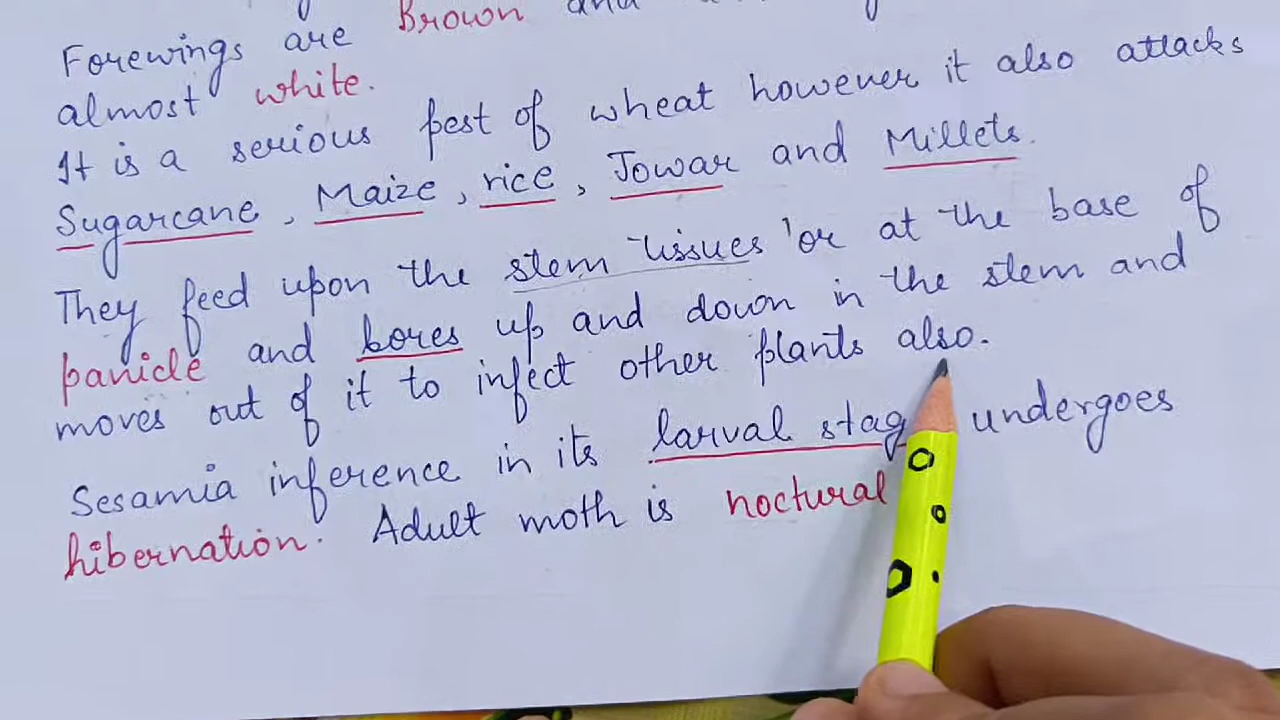 Forewings are Brown and
almost white.
It is a serious pest of wheat however it also attacks
Sugarcane, Maize, rice, Jowar and Millets.
They feed upon the stem tissues or at the base of
panicle and bores up and down in the stem and
moves out of it to infect other plants also.
Sesamia inference in its larval stag undergoes
hibernation. Adult moth is noctural